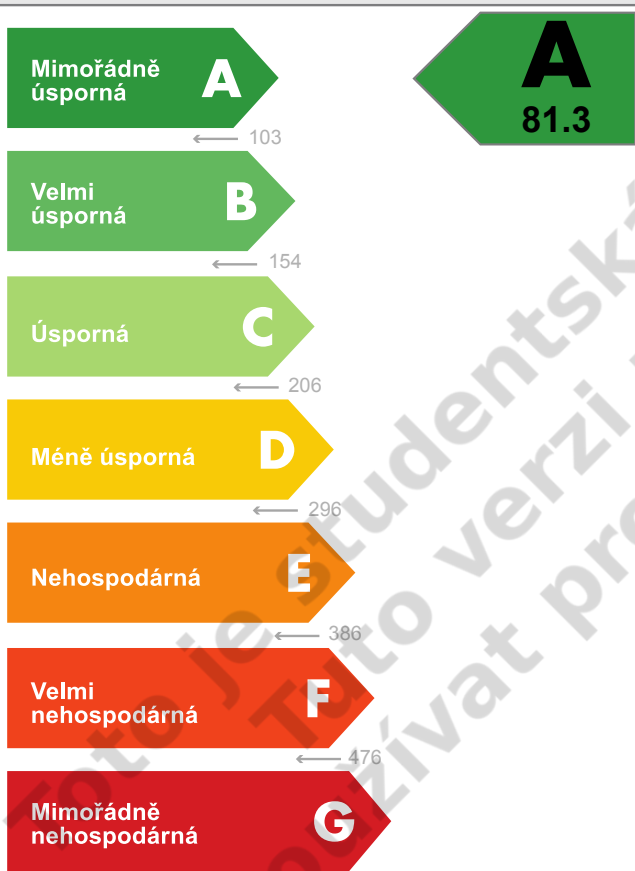 Mimořádně
úsporná
A
A
81.3
← 103
Velmi
úsporná
B
← 154
Úsporná
C
← 206
Méně úsporná
D
← 296
Nehospodárná
E
← 386
Velmi
nehospodárná
F
← 476
Mimořádně
nehospodárná
G
Toto je studentská
Tuto verzi
používat